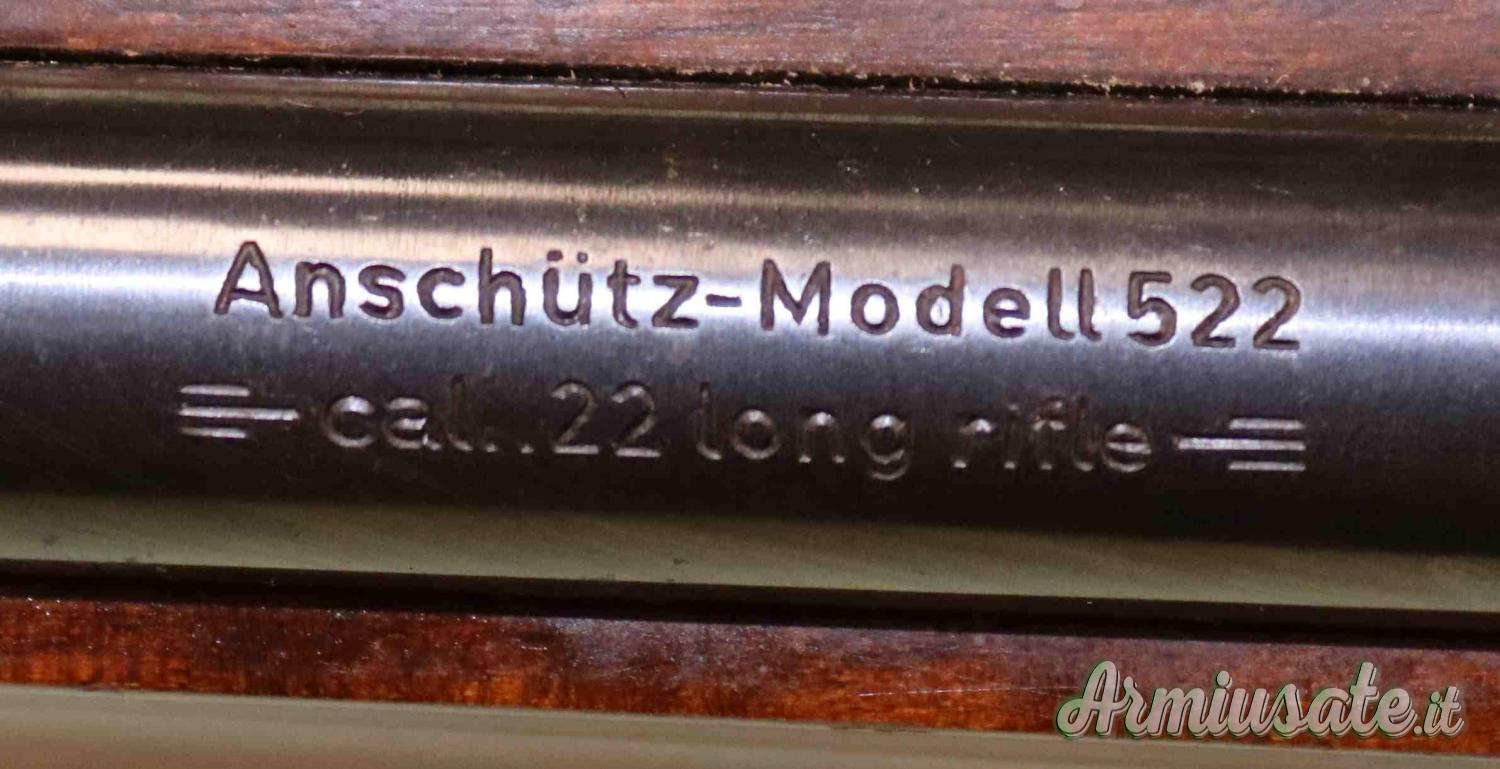 Anschütz-Modell 522
cal. .22 long rifle
Armiusate.it